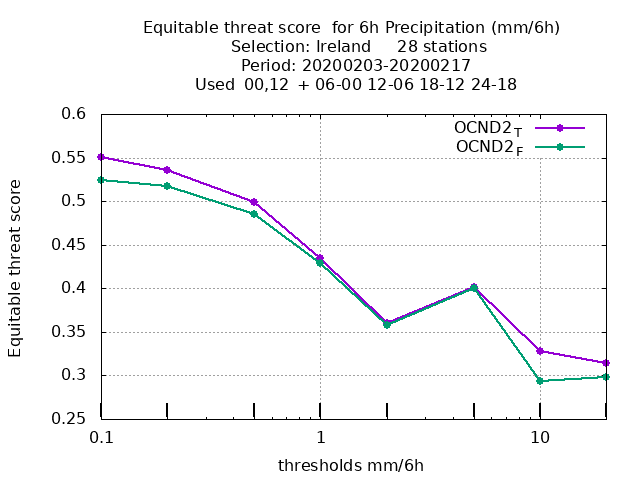 Equitable threat score  for 6h Precipitation (mm/6h)
Selection: Ireland     28 stations
Period: 20200203-20200217
Used  00,12  + 06-00 12-06 18-12 24-18
0.6
OCND2T
0.55
OCND2F
0.5
0.45
0.4
0.35
0.3
0.25
Equitable threat score
0.1
1
10
thresholds mm/6h